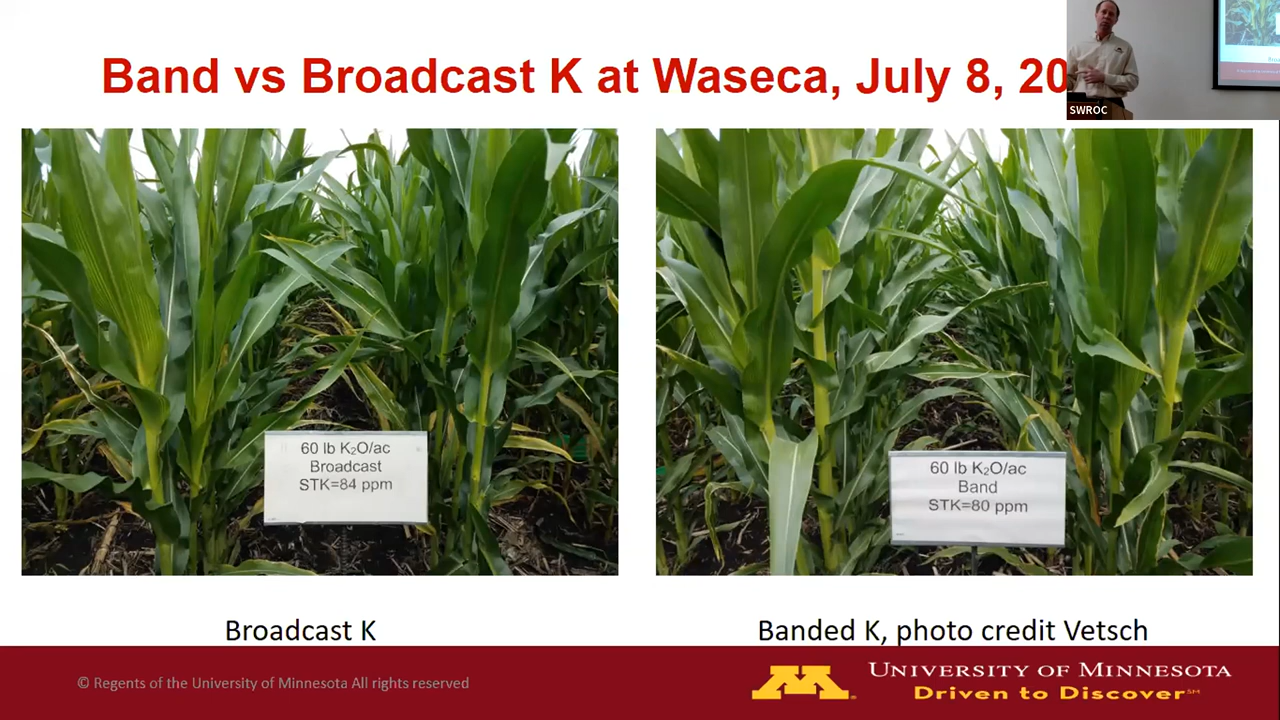 Band vs Broadcast K at Waseca, July 8, 20
SWROC
60 lb K₂O/ac
Broadcast
STK=84 ppm
60 lb K₂O/ac
Band
STK=80 ppm
Broadcast K
Banded K, photo credit Vetsch
© Regents of the University of Minnesota All rights reserved
UNIVERSITY OF MINNESOTA
Driven to Discover℠